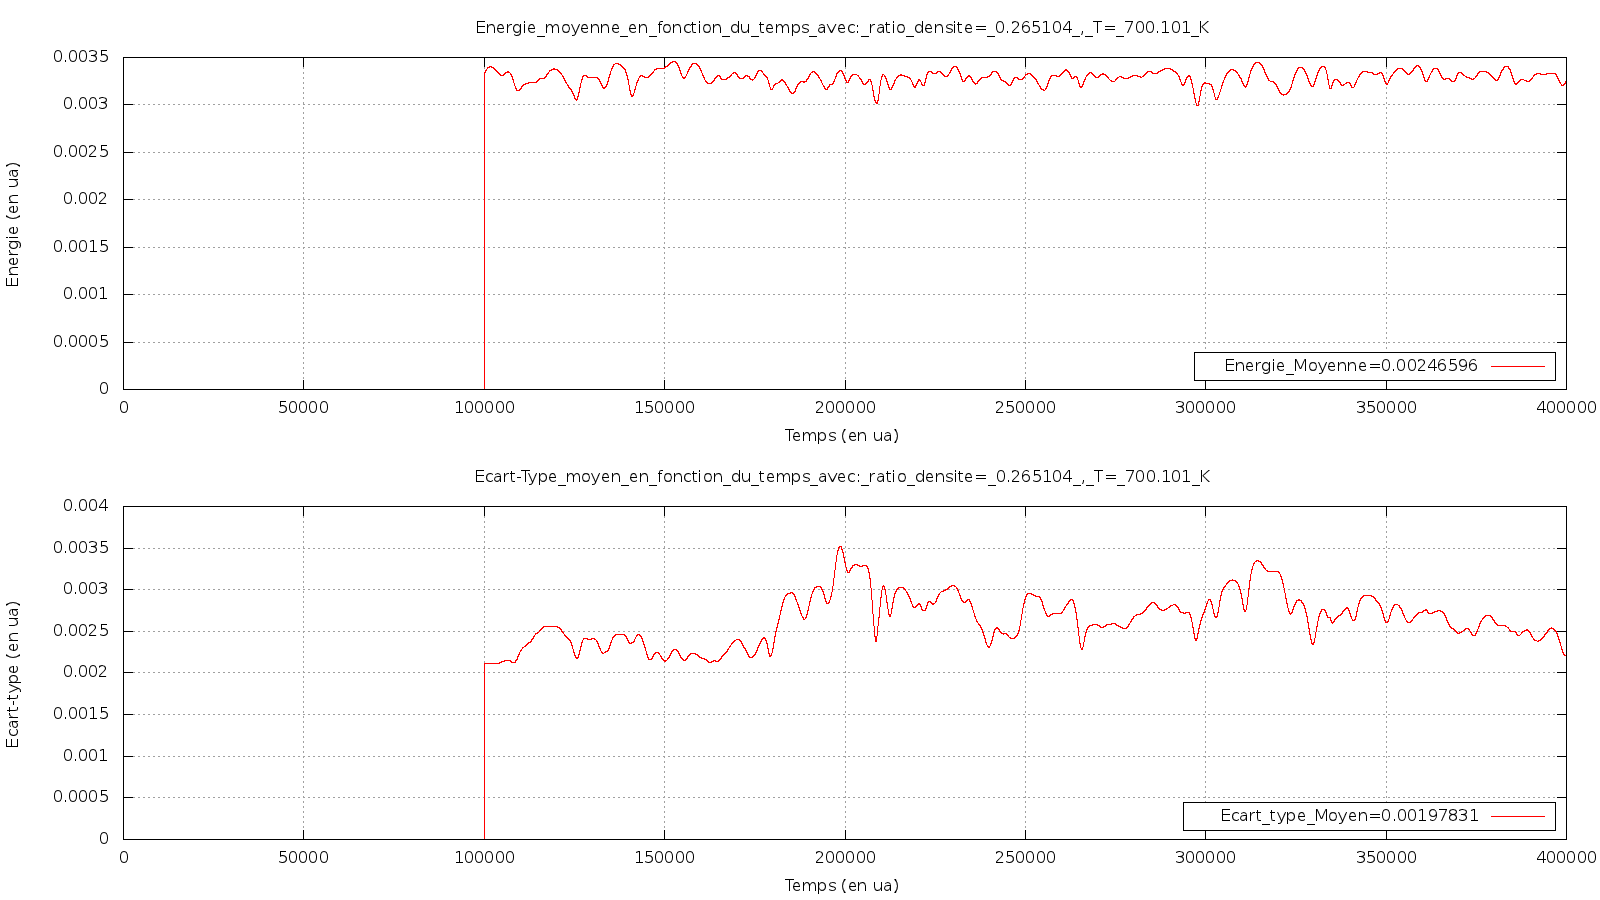 Energie_moyenne_en_fonction_du_temps_avec:_ratio_densite=_0.265104_,_T=_700.101_K
0.0035
0.003
0.0025
0.002
0.0015
0.001
0.0005
0
Energie (en ua)
Energie_Moyenne=0.00246596
0 50000 100000 150000 200000 250000 300000 350000 400000
Temps (en ua)
Ecart-Type_moyen_en_fonction_du_temps_avec:_ratio_densite=_0.265104_,_T=_700.101_K
0.004
0.0035
0.003
0.0025
0.002
0.0015
0.001
0.0005
0
Ecart-type (en ua)
Ecart_type_Moyen=0.00197831
0 50000 100000 150000 200000 250000 300000 350000 400000
Temps (en ua)